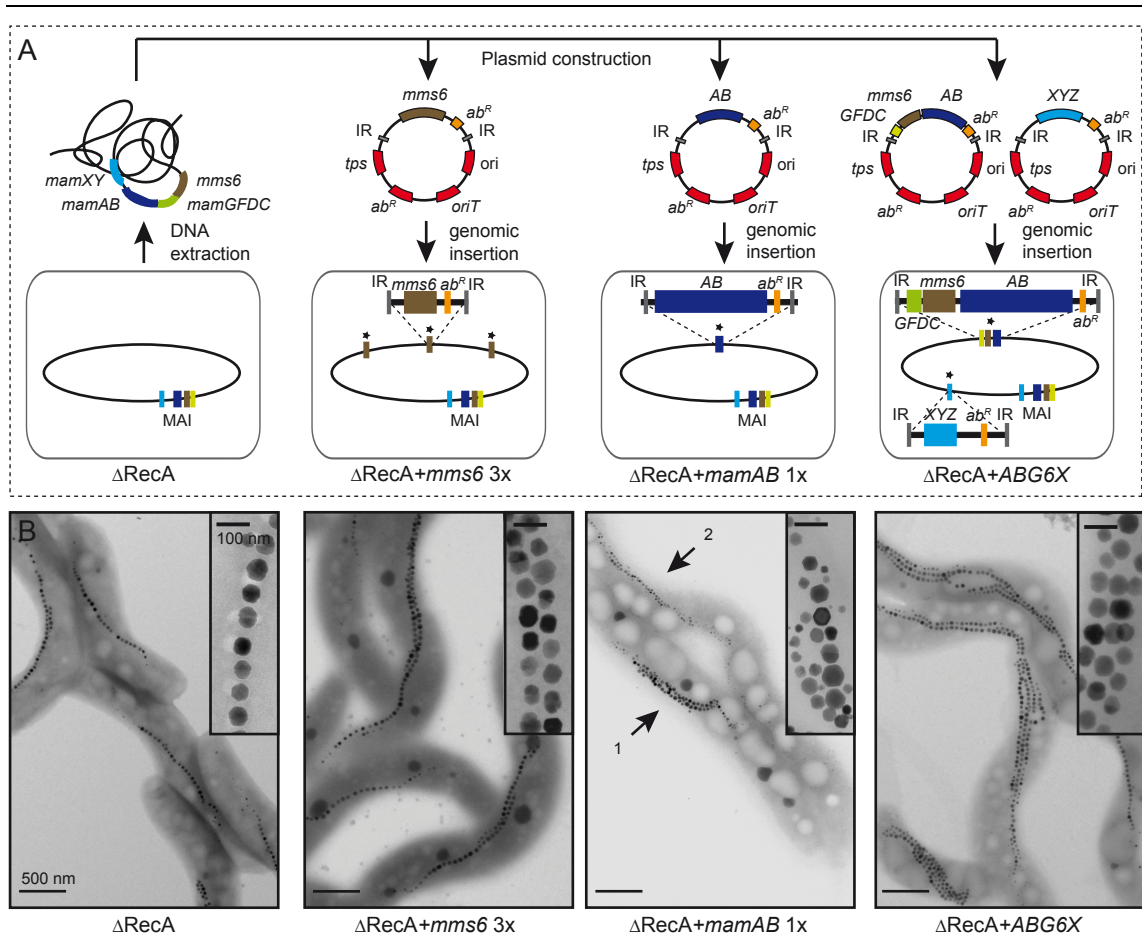 A
Plasmid construction
mms6
abR
IR
IR
tps
ori
abR
oriT
AB
abR
IR
IR
tps
ori
abR
oriT
mms6
AB
GFDC
abR
IR
IR
tps
ori
abR
oriT
XYZ
abR
IR
IR
tps
ori
abR
oriT
mamXY
mamAB
mms6
mamGFDC
DNA
extraction
genomic
insertion
genomic
insertion
genomic
insertion
MAI
ΔRecA
IR
mms6
abR
IR
MAI
ΔRecA+mms6 3x
IR
AB
abR
IR
MAI
ΔRecA+mamAB 1x
IR
mms6
AB
IR
GFDC
abR
MAI
IR
XYZ
abR
IR
ΔRecA+ABG6X
B
100 nm
500 nm
2
1
ΔRecA
ΔRecA+mms6 3x
ΔRecA+mamAB 1x
ΔRecA+ABG6X